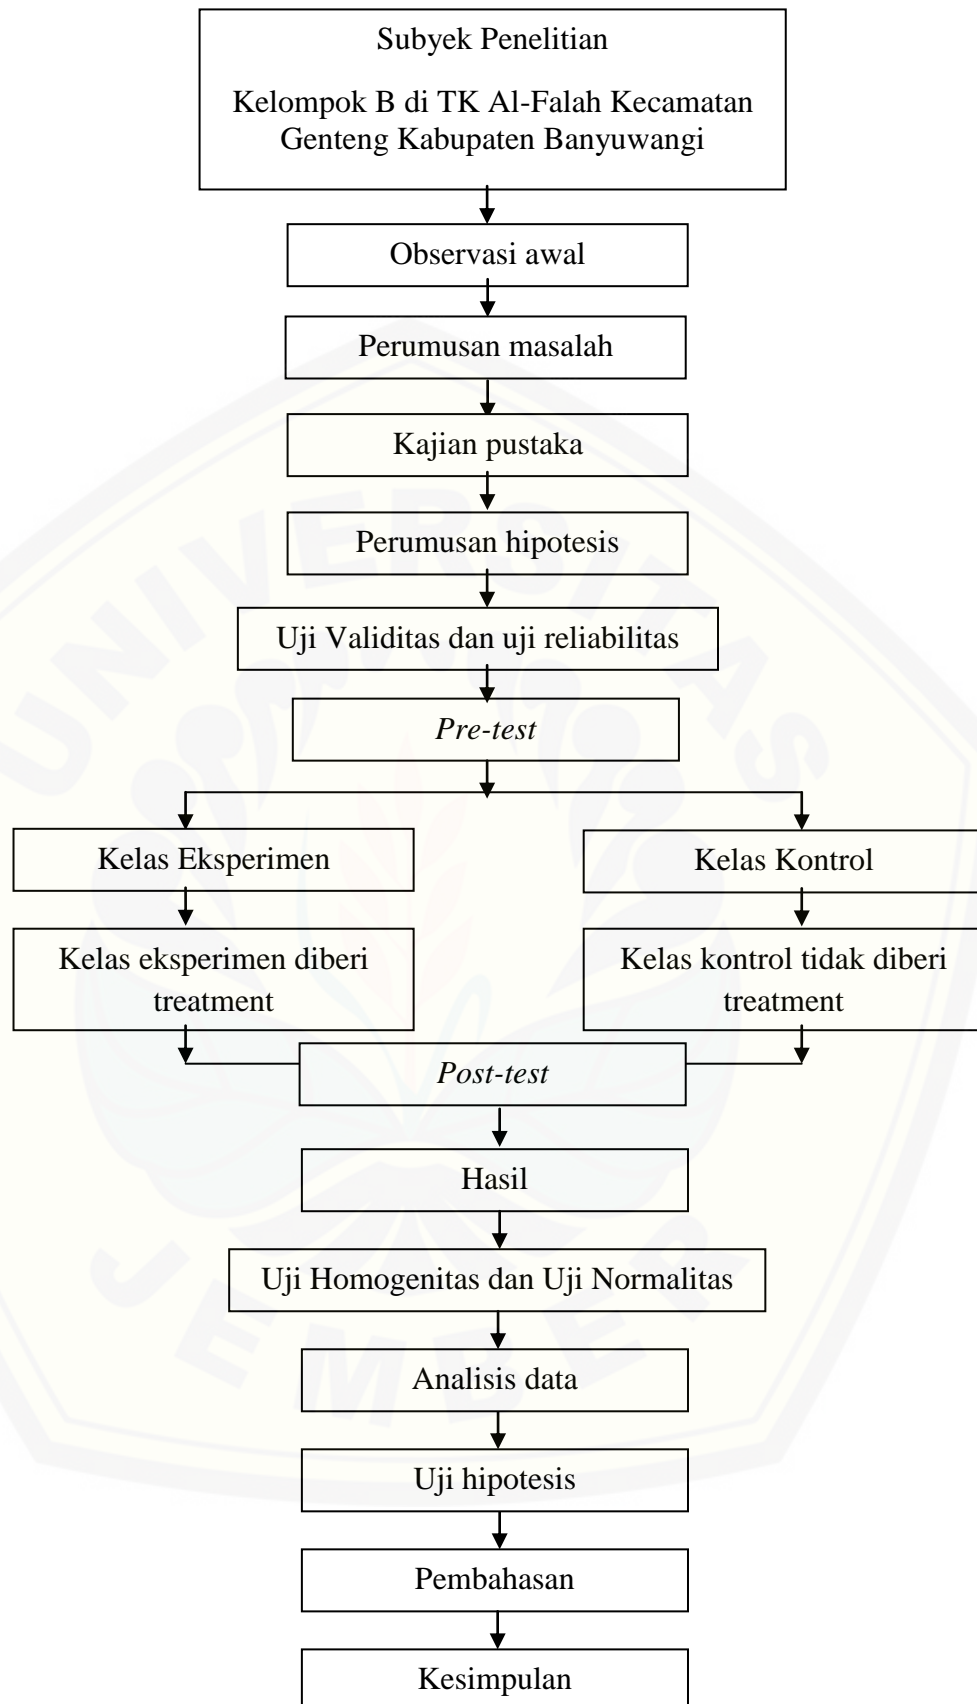 Subyek Penelitian
Kelompok B di TK Al-Falah Kecamatan
Genteng Kabupaten Banyuwangi
Observasi awal
Perumusan masalah
Kajian pustaka
Perumusan hipotesis
Uji Validitas dan uji reliabilitas
Pre-test
Kelas Eksperimen
Kelas Kontrol
Kelas eksperimen diberi
treatment
Kelas kontrol tidak diberi
treatment
Post-test
Hasil
Uji Homogenitas dan Uji Normalitas
Analisis data
Uji hipotesis
Pembahasan
Kesimpulan
UNIVERSITAS
JEMBER